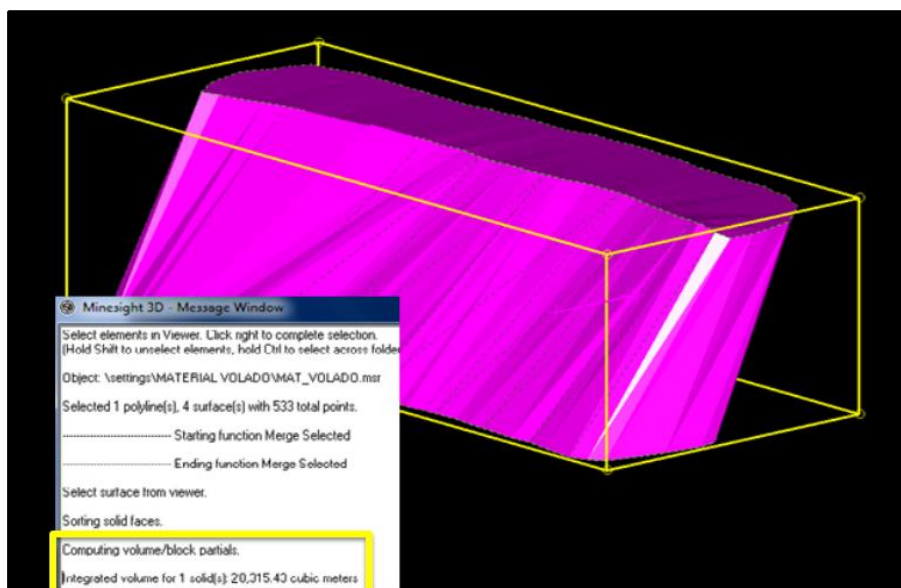 Minesight 3D - Message Window
Select elements in Viewer. Click right to complete selection.
(Hold Shift to unselect elements, hold Ctrl to select across folde
Object: \settings\MATERIAL VOLADO\MAT_VOLADO.msr
Selected 1 polyline(s), 4 surface(s) with 533 total points.
------------------------------- Starting function Merge Selected
------------------------------- Ending function Merge Selected
Select surface from viewer.
Sorting solid faces.
Computing volume/block partials.
Integrated volume for 1 solid(s): 20,315.43 cubic meters